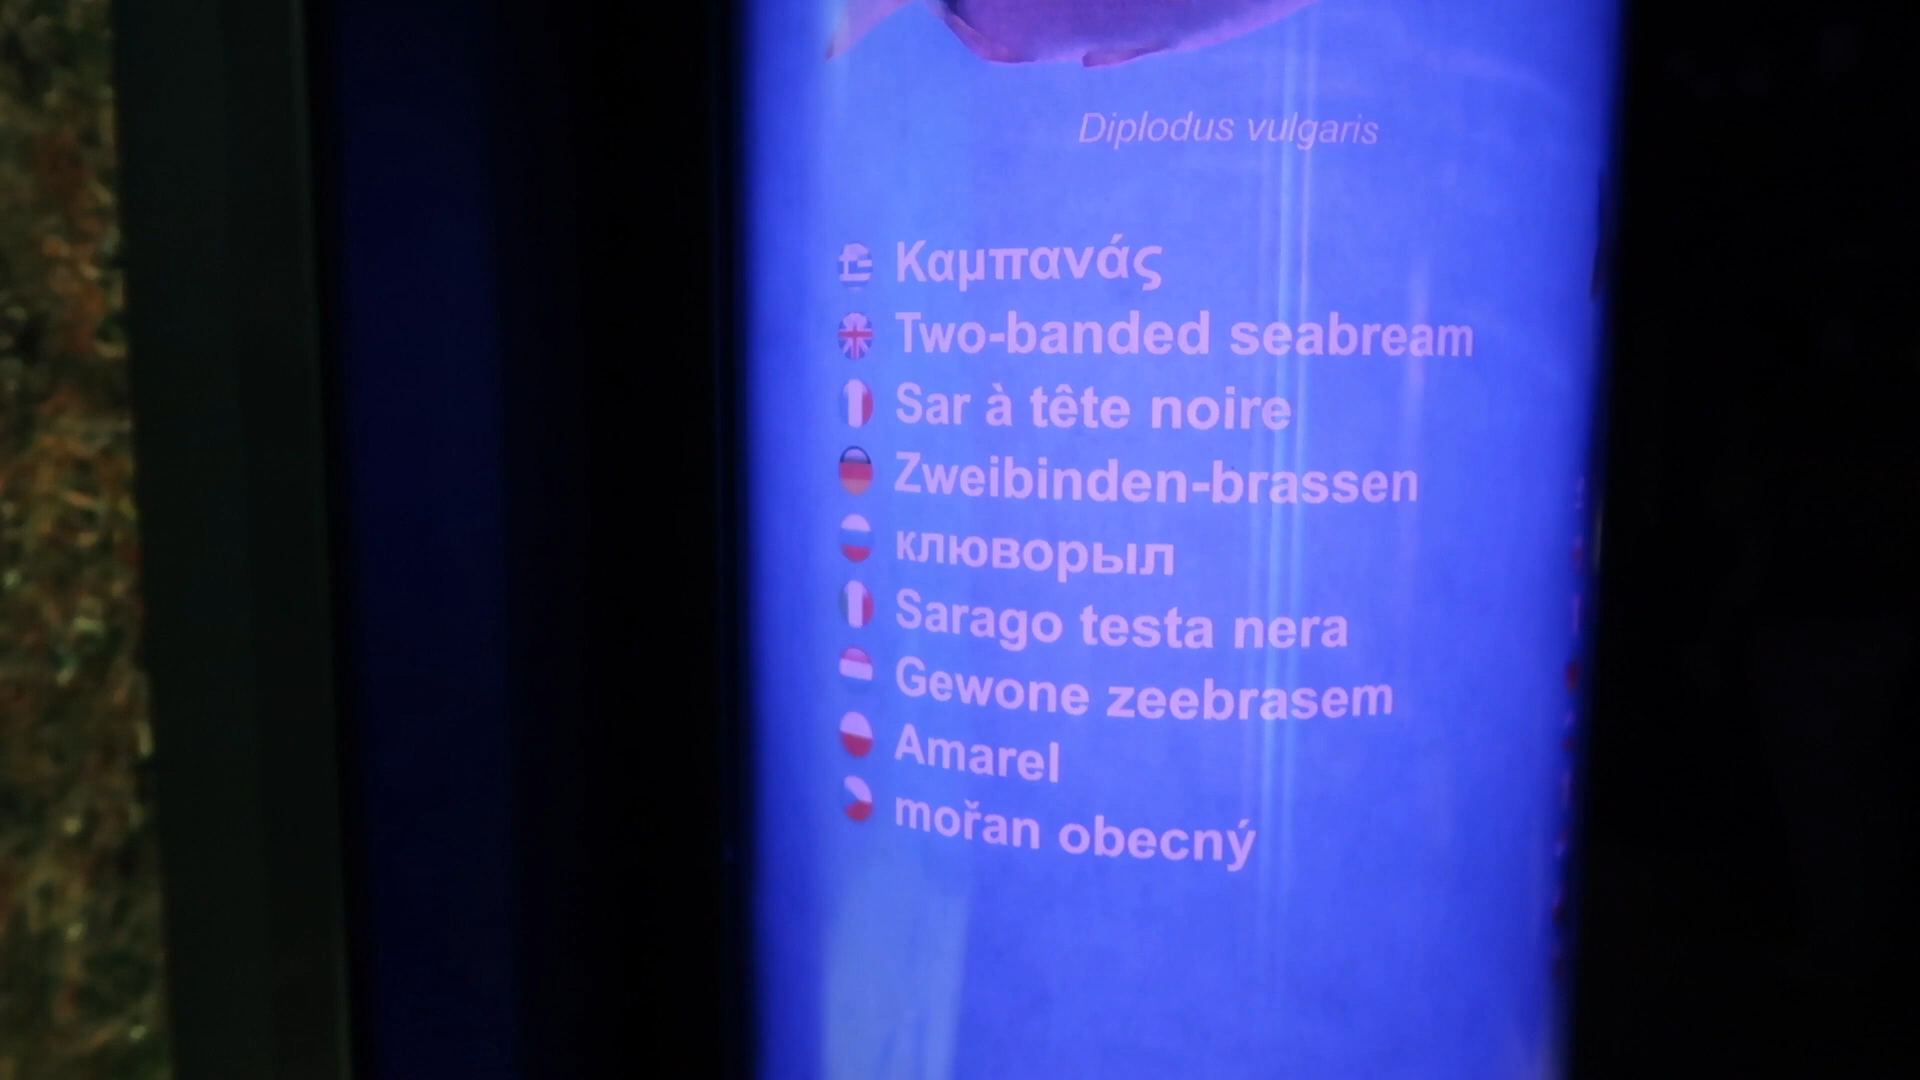 Diplodus vulgaris
Καμπανάς
Two-banded seabream
Sar à tête noire
Zweibinden-brassen
клюворыл
Sarago testa nera
Gewone zeebrasem
Amarel
mořan obecný